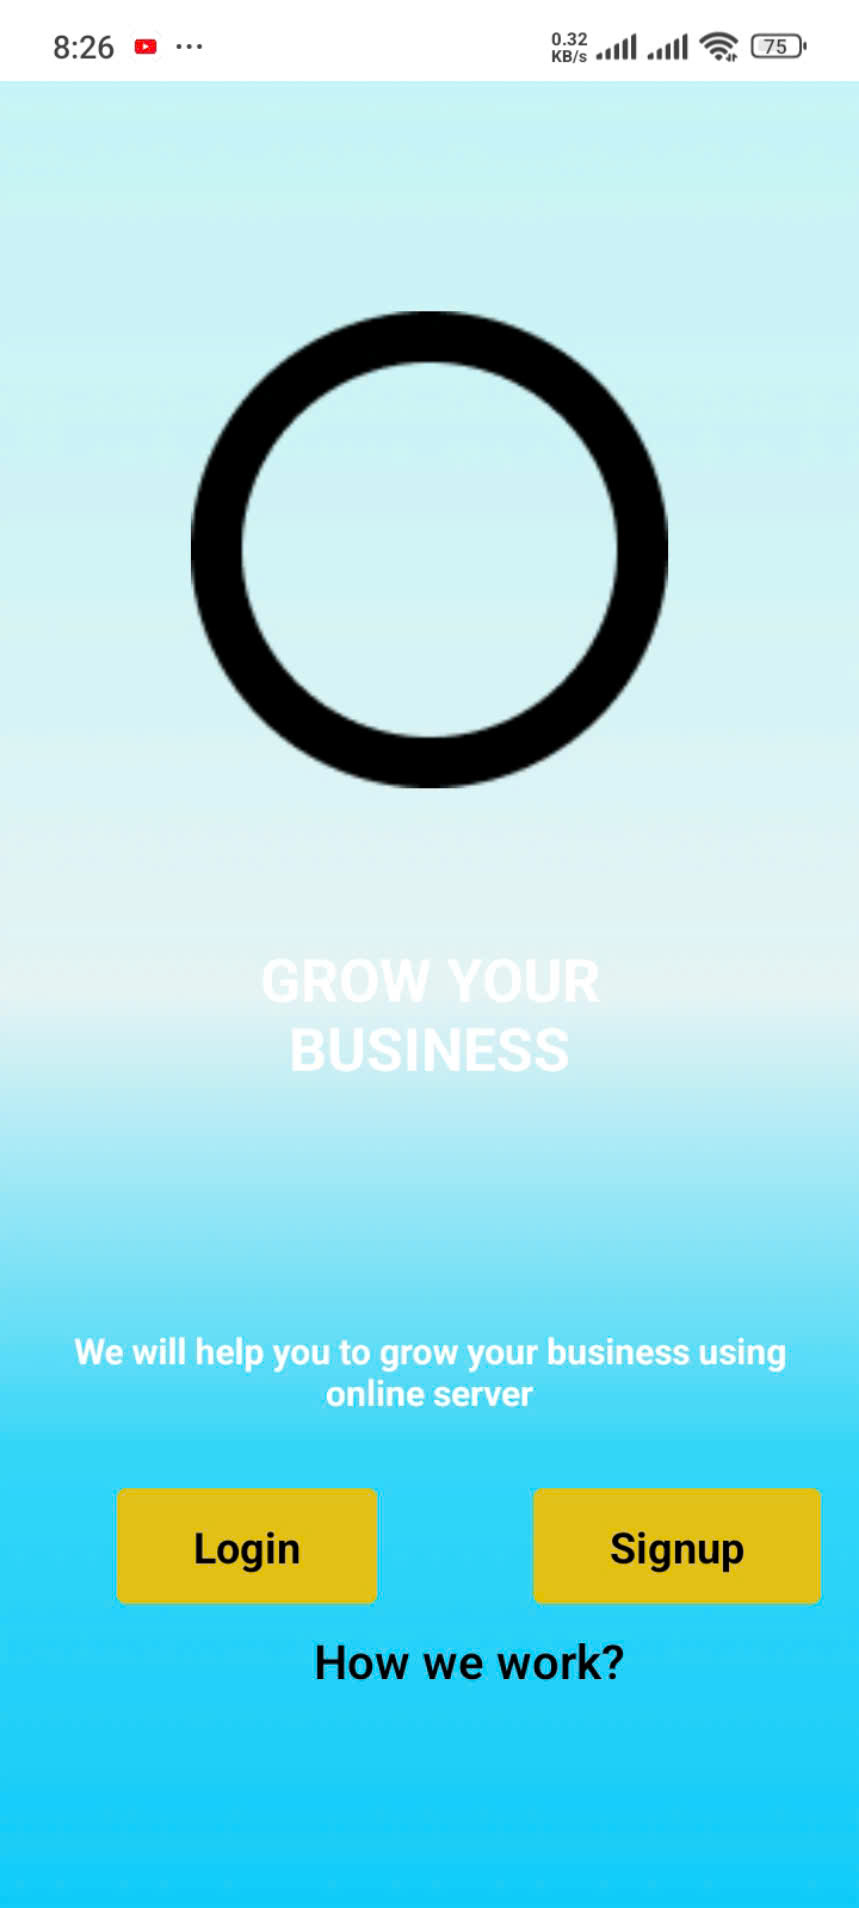 8:26
0.32
KB/s
75
GROW YOUR
BUSINESS
We will help you to grow your business using
online server
Login Signup
How we work?